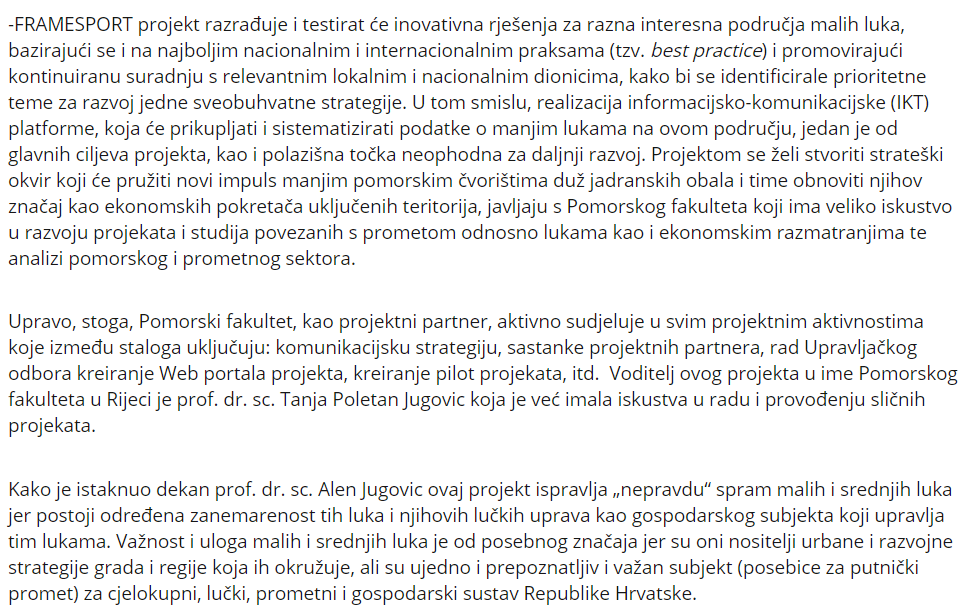 -FRAMESPORT projekt razrađuje i testirat će inovativna rješenja za razna interesna područja malih luka,
bazirajući se i na najboljim nacionalnim i internacionalnim praksama (tzv. best practice) i promovirajući
kontinuiranu suradnju s relevantnim lokalnim i nacionalnim dionicima, kako bi se identificirale prioritetne
teme za razvoj jedne sveobuhvatne strategije. U tom smislu, realizacija informacijsko-komunikacijske (IKT)
platforme, koja će prikupljati i sistematizirati podatke o manjim lukama na ovom području, jedan je od
glavnih ciljeva projekta, kao i polazišna točka neophodna za daljnji razvoj. Projektom se želi stvoriti strateški
okvir koji će pružiti novi impuls manjim pomorskim čvorištima duž jadranskih obala i time obnoviti njihov
značaj kao ekonomskih pokretača uključenih teritorija, javljaju s Pomorskog fakulteta koji ima veliko iskustvo
u razvoju projekata i studija povezanih s prometom odnosno lukama kao i ekonomskim razmatranjima te
analizi pomorskog i prometnog sektora.
Upravo, stoga, Pomorski fakultet, kao projektni partner, aktivno sudjeluje u svim projektnim aktivnostima
koje između staloga uključuju: komunikacijsku strategiju, sastanke projektnih partnera, rad Upravljačkog
odbora kreiranje Web portala projekta, kreiranje pilot projekata, itd.  Voditelj ovog projekta u ime Pomorskog
fakulteta u Rijeci je prof. dr. sc. Tanja Poletan Jugovic koja je već imala iskustva u radu i provođenju sličnih
projekata.
Kako je istaknuo dekan prof. dr. sc. Alen Jugovic ovaj projekt ispravlja „nepravdu“ spram malih i srednjih luka
jer postoji određena zanemarenost tih luka i njihovih lučkih uprava kao gospodarskog subjekta koji upravlja
tim lukama. Važnost i uloga malih i srednjih luka je od posebnog značaja jer su oni nositelji urbane i razvojne
strategije grada i regije koja ih okružuje, ali su ujedno i prepoznatljiv i važan subjekt (posebice za putnički
promet) za cjelokupni, lučki, prometni i gospodarski sustav Republike Hrvatske.